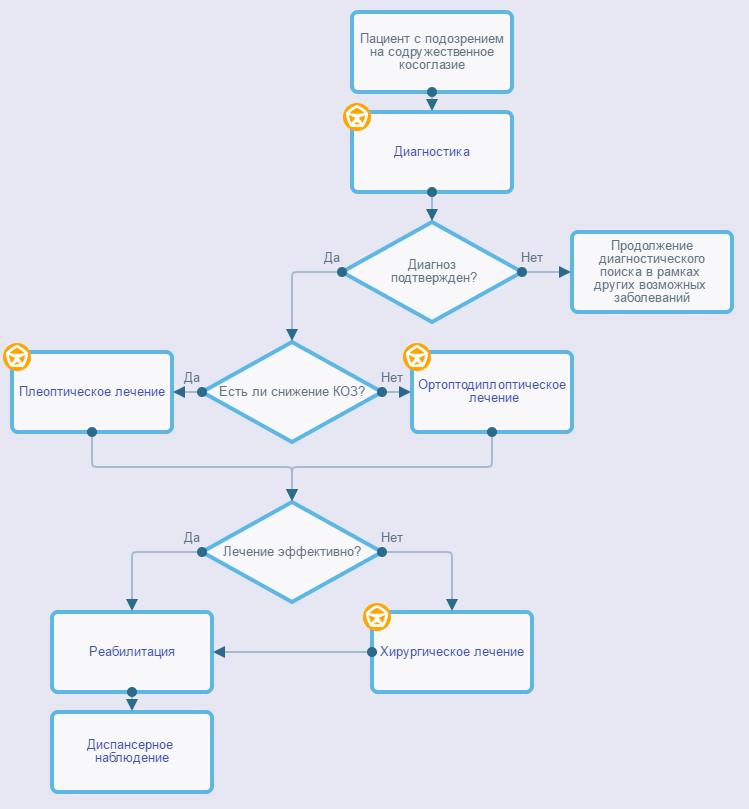 Пациент с подозрением
на содружественное
косоглазие
Диагностика
Да
Диагноз
подтвержден?
Нет
Продолжение
диагностического
поиска в рамках
других возможных
заболеваний
Плеоптическое лечение
Да
Есть ли снижение КОЗ?
Нет
Ортоптодиплоптическое
лечение
Да
Лечение эффективно?
Нет
Реабилитация
Хирургическое лечение
Диспансерное
наблюдение